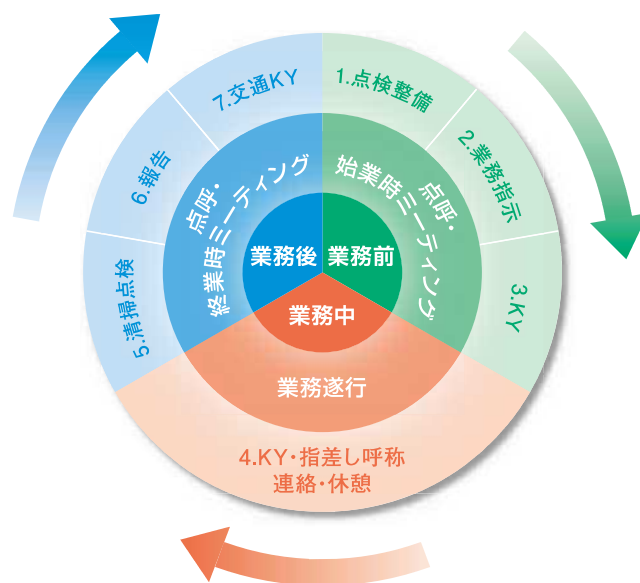 1.点検整備
2.業務指示
3.KY
点呼・
始業時ミーティング
業務前
業務中
業務遂行
4.KY・指差し呼称
連絡・休憩
業務後
点呼・
終業時ミーティング
5.清掃点検
6.報告
7.交通KY